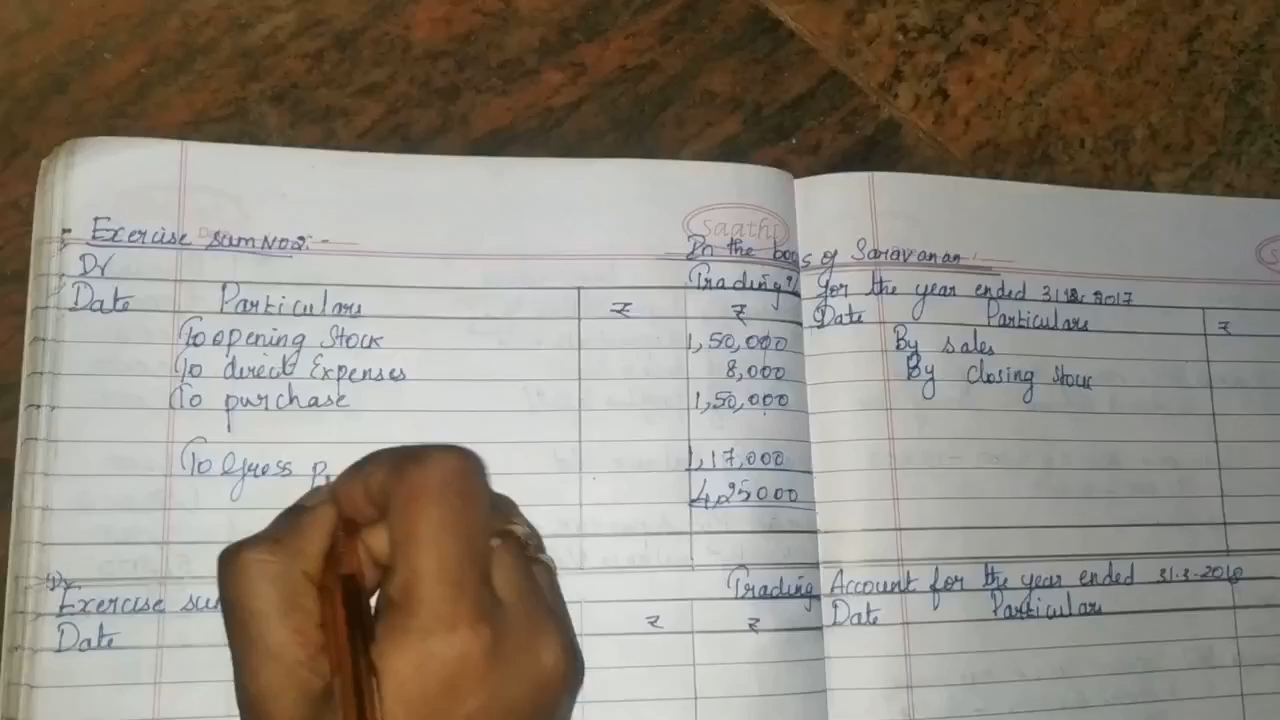 Exercise sum No 2:-
saathi
In the books of Saravanan
Dr
Trading A/c for the year ended 31.12.2017
Date Particulars ₹ ₹ Date Particulars ₹
To opening Stock 1,50,000 By sales
To direct Expenses 8,000 By closing stock
To purchase 1,50,000
To Gross 1,17,000
4,25000
Trading Account for the year ended 31-3-2018
Exercise
Date ₹ ₹ Date Particulars